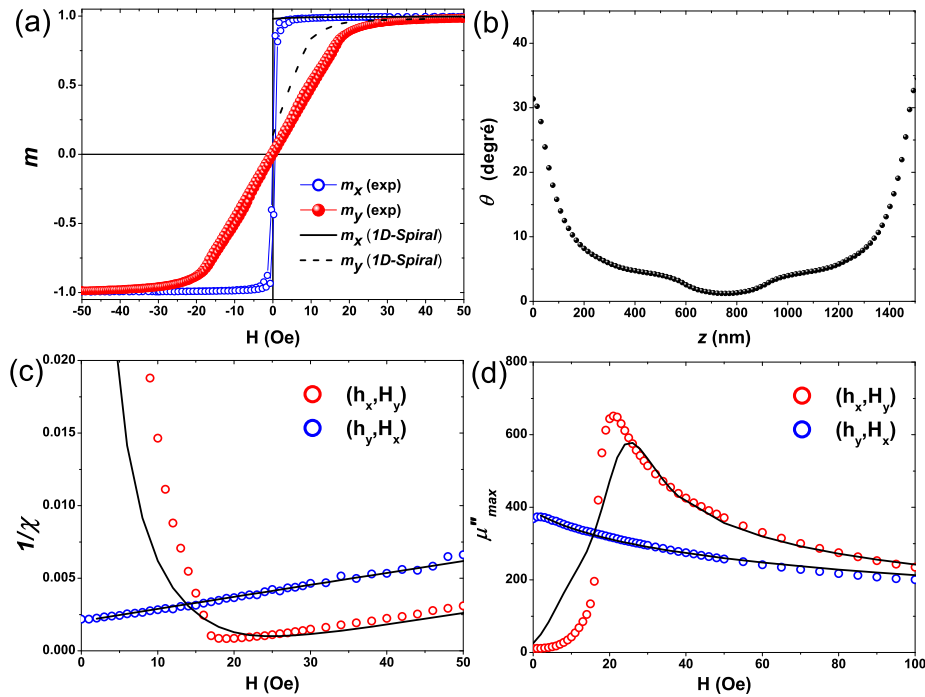 (a)
1.0
0.5
0.0
-0.5
-1.0
m
-50 -40 -30 -20 -10 0 10 20 30 40 50
H (Oe)
mx (exp)
my (exp)
mx (1D-Spiral)
my (1D-Spiral)
(b)
40
30
20
10
0
θ (degré)
0 200 400 600 800 1000 1200 1400
z (nm)
(c)
0.020
0.015
0.010
0.005
0.000
1/χ
0 10 20 30 40 50
H (Oe)
(hx,Hy)
(hy,Hx)
(d)
800
600
400
200
0
μ"max
0 20 40 60 80 100
H (Oe)
(hx,Hy)
(hy,Hx)